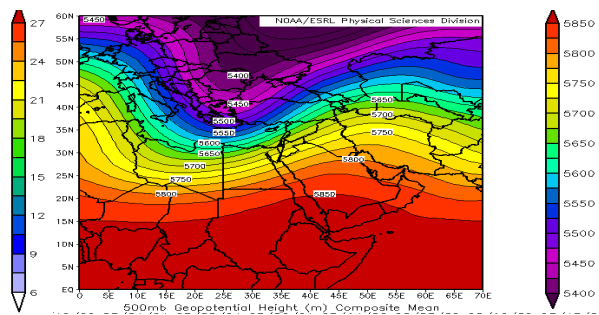 NOAA/ESRL Physical Sciences Division
27
24
21
18
15
12
9
6
60N
55N
50N
45N
40N
35N
30N
25N
20N
15N
10N
5N
EQ
5450
5400
5450
5500
5550
5600
5650
5700
5750
5800
5650
5700
5750
5800
5850
0
5E
10E
15E
20E
25E
30E
35E
40E
45E
50E
55E
60E
65E
70E
5850
5800
5750
5700
5650
5600
5550
5500
5450
5400
500mb Geopotential Height (m) Composite Mean